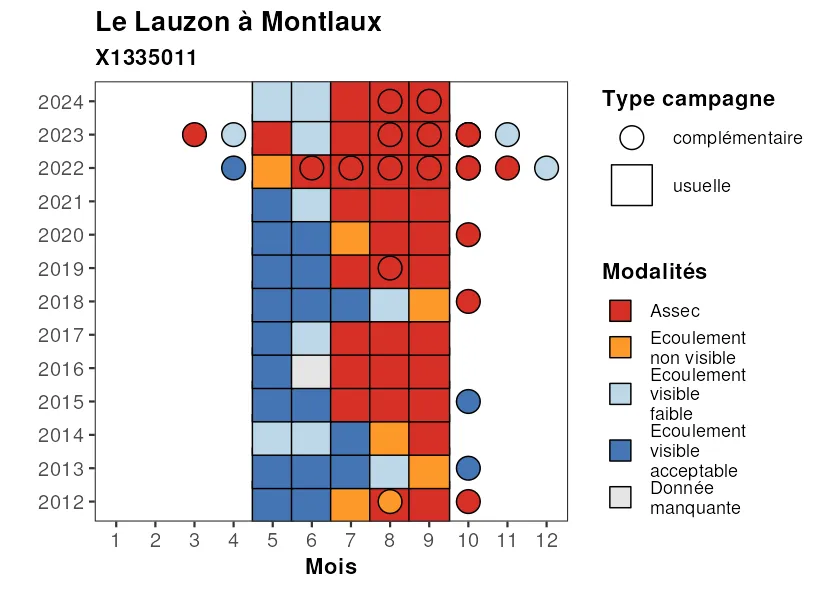 Le Lauzon à Montlaux
X1335011
2024
2023
2022
2021
2020
2019
2018
2017
2016
2015
2014
2013
2012
1 2 3 4 5 6 7 8 9 10 11 12
Mois
Type campagne
complémentaire
usuelle
Modalités
Assec
Ecoulement
non visible
Ecoulement
visible
faible
Ecoulement
visible
acceptable
Donnée
manquante